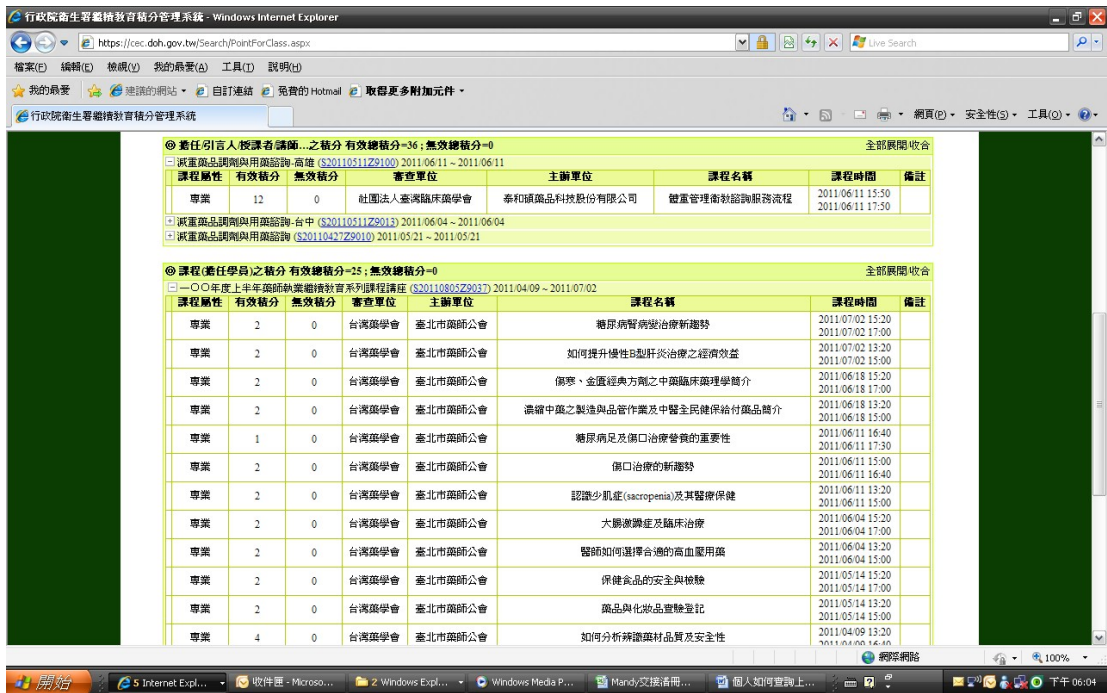 行政院衛生署繼續教育積分管理系統 - Windows Internet Explorer
https://cec.doh.gov.tw/Search/PointForClass.aspx Live Search
檔案(F) 編輯(E) 檢視(V) 我的最愛(A) 工具(T) 說明(H)
我的最愛 建議的網站 自訂連結 免費的 Hotmail 取得更多附加元件
行政院衛生署繼續教育積分管理系統 網頁(P) 安全性(S) 工具(O)
◎ 擔任/引言人/授課者/講師...之積分 有效總積分=36 ; 無效總積分=0 全部展開/收合
減重藥品調劑與用藥諮詢-高雄 (S20110511Z9100) 2011/06/11 ~ 2011/06/11
課程屬性 有效積分 無效積分 審查單位 主辦單位 課程名稱 課程時間 備註
專業 12 0 社團法人臺灣臨床藥學會 泰和碩藥品科技股份有限公司 體重管理衛教諮詢服務流程 2011/06/11 15:50
2011/06/11 17:50
減重藥品調劑與用藥諮詢-台中 (S20110511Z9013) 2011/06/04 ~ 2011/06/04
減重藥品調劑與用藥諮詢 (S20110427Z9010) 2011/05/21 ~ 2011/05/21
◎ 課程(擔任學員)之積分 有效總積分=25 ; 無效總積分=0 全部展開/收合
一○○年度上半年藥師執業繼續教育系列課程講座 (S20110805Z9037) 2011/04/09 ~ 2011/07/02
課程屬性 有效積分 無效積分 審查單位 主辦單位 課程名稱 課程時間 備註
專業 2 0 台灣藥學會 臺北市藥師公會 糖尿病腎病變治療新趨勢 2011/07/02 15:20
2011/07/02 17:00
專業 2 0 台灣藥學會 臺北市藥師公會 如何提升慢性B型肝炎治療之經濟效益 2011/07/02 13:20
2011/07/02 15:00
專業 2 0 台灣藥學會 臺北市藥師公會 傷寒、金匱經典方劑之中藥臨床藥理學簡介 2011/06/18 15:20
2011/06/18 17:00
專業 2 0 台灣藥學會 臺北市藥師公會 濃縮中藥之製造與品管作業及中醫全民健保給付藥品簡介 2011/06/18 13:20
2011/06/18 15:00
專業 1 0 台灣藥學會 臺北市藥師公會 糖尿病足及傷口治療營養的重要性 2011/06/11 16:40
2011/06/11 17:30
專業 2 0 台灣藥學會 臺北市藥師公會 傷口治療的新趨勢 2011/06/11 15:00
2011/06/11 16:40
專業 2 0 台灣藥學會 臺北市藥師公會 認識少肌症(sacropenia)及其醫療保健 2011/06/11 13:20
2011/06/11 15:00
專業 2 0 台灣藥學會 臺北市藥師公會 大腸激躁症及臨床治療 2011/06/04 15:20
2011/06/04 17:00
專業 2 0 台灣藥學會 臺北市藥師公會 醫師如何選擇合適的高血壓用藥 2011/06/04 13:20
2011/06/04 15:00
專業 2 0 台灣藥學會 臺北市藥師公會 保健食品的安全與檢驗 2011/05/14 15:20
2011/05/14 17:00
專業 2 0 台灣藥學會 臺北市藥師公會 藥品與化妝品查驗登記 2011/05/14 13:20
2011/05/14 15:00
專業 4 0 台灣藥學會 臺北市藥師公會 如何分析辨識藥材品質及安全性 2011/04/09 13:20
2011/04/09 16:40
網際網路 100%
開始 5 Internet Expl... 收件匣 - Microso... 2 Windows Expl... Windows Media P... Mandy交接清冊... 個人如何查詢上... 下午 06:04